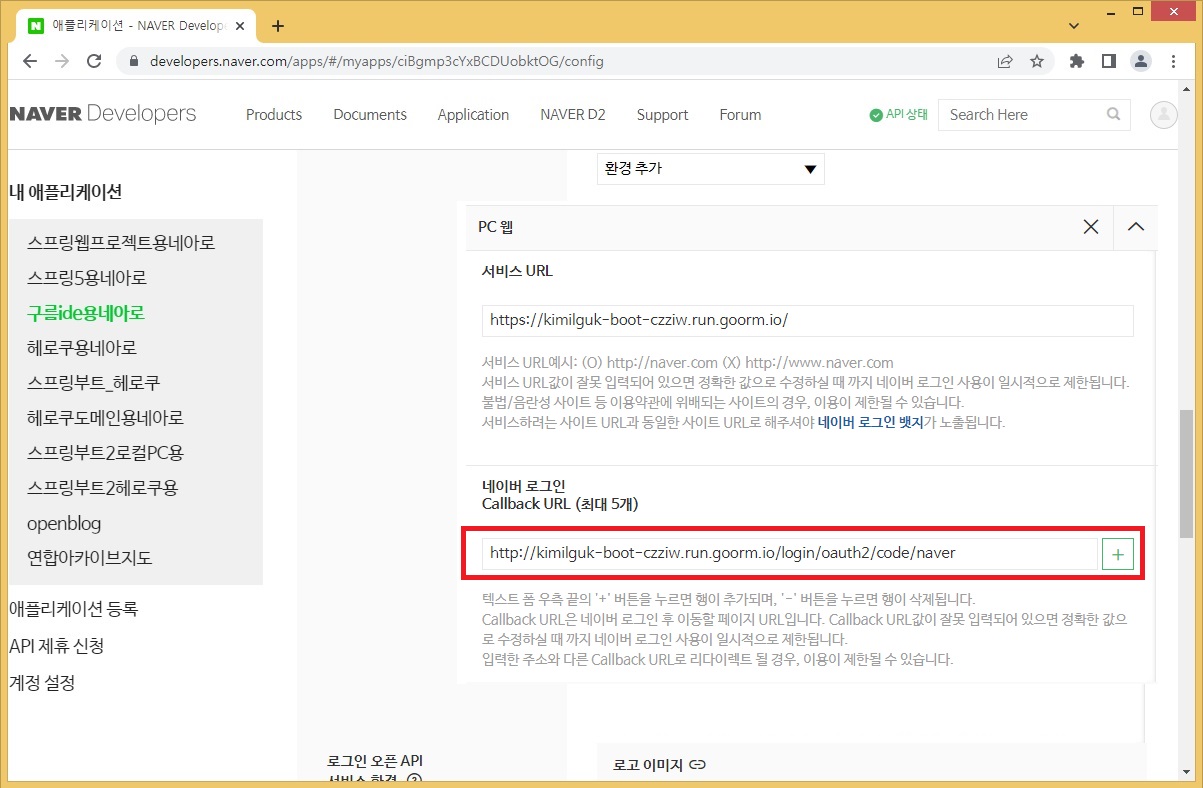 애플리케이션 - NAVER Develop
developers.naver.com/apps/#/myapps/ciBgmp3cYxBCDUobktOG/config
NAVER Developers
Products
Documents
Application
NAVER D2
Support
Forum
API 상태
Search Here
내 애플리케이션
스프링웹프로젝트용네아로
스프링5용네아로
구름ide용네아로
헤로쿠용네아로
스프링부트_헤로쿠
헤로쿠도메인용네아로
스프링부트2로컬PC용
스프링부트2헤로쿠용
openblog
연합아카이브지도
애플리케이션 등록
API 제휴 신청
계정 설정
환경 추가
PC 웹
서비스 URL
https://kimilguk-boot-czziw.run.goorm.io/
서비스 URL예시: (O) http://naver.com (X) http://www.naver.com
서비스 URL값이 잘못 입력되어 있으면 정확한 값으로 수정하실 때 까지 네이버 로그인 사용이 일시적으로 제한됩니다.
불법/음란성 사이트 등 이용약관에 위배되는 사이트의 경우, 이용이 제한될 수 있습니다.
서비스하려는 사이트 URL과 동일한 사이트 URL로 해주셔야 네이버 로그인 뱃지가 노출됩니다.
네이버 로그인
Callback URL (최대 5개)
http://kimilguk-boot-czziw.run.goorm.io/login/oauth2/code/naver
+
텍스트 폼 우측 끝의 '+' 버튼을 누르면 행이 추가되며, '-' 버튼을 누르면 행이 삭제됩니다.
Callback URL은 네이버 로그인 후 이동할 페이지 URL입니다. Callback URL값이 잘못 입력되어 있으면 정확한 값으
로 수정하실 때 까지 네이버 로그인 사용이 일시적으로 제한됩니다.
입력한 주소와 다른 Callback URL로 리다이렉트 될 경우, 이용이 제한될 수 있습니다.
로그인 오픈 API
서비스 환경
로고 이미지